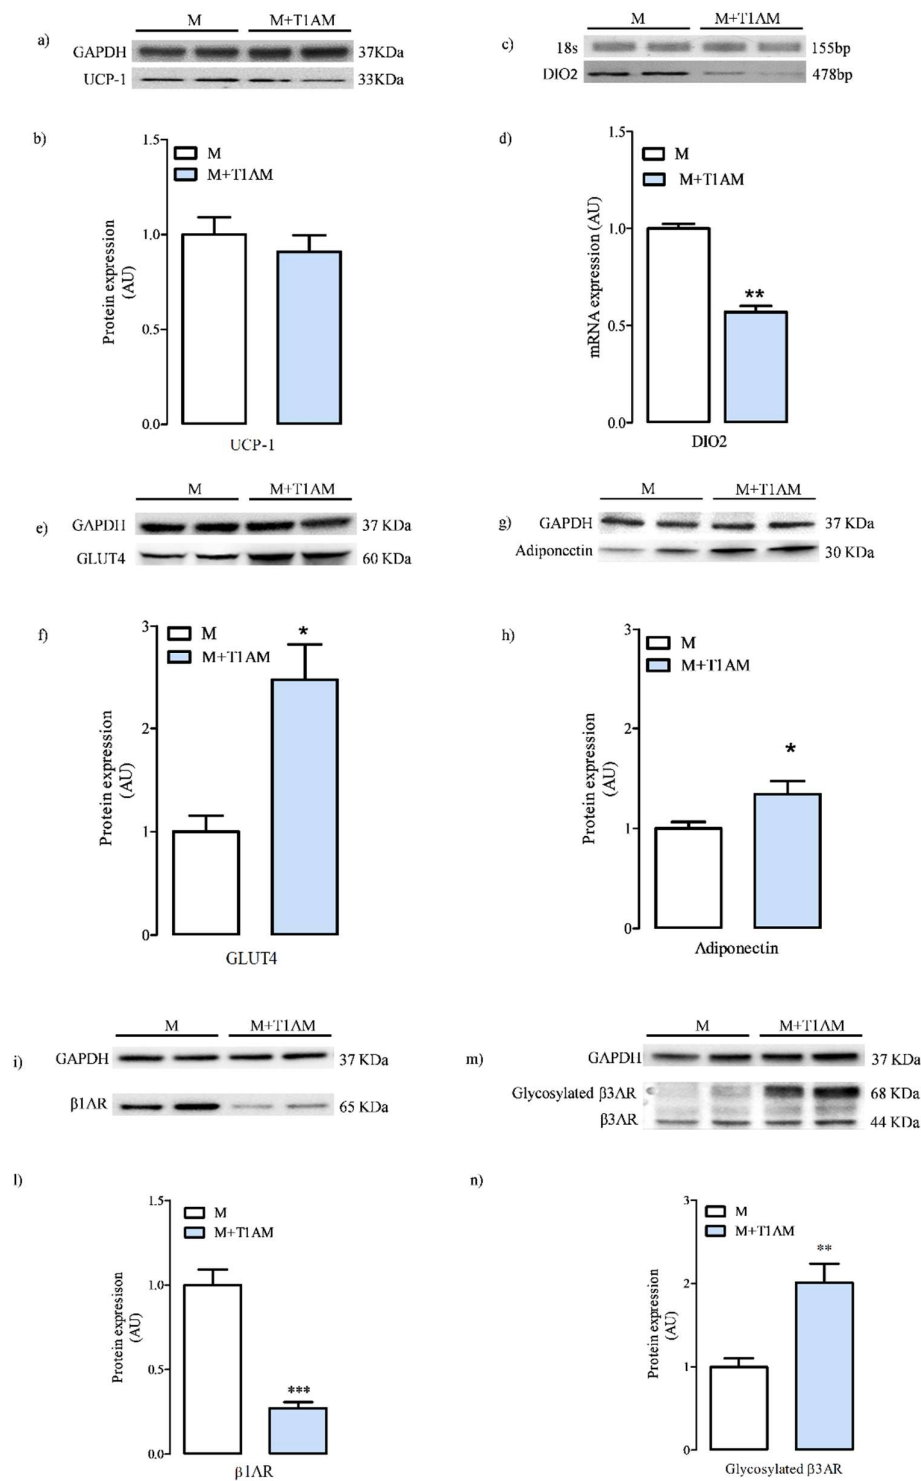 M M+T1AM
a)
GAPDH 37KDa
UCP-1 33KDa
M M+T1AM
c)
18s 155bp
DIO2 478bp
b)
1.5
1.0
0.5
0.0
Protein expression
(AU)
M
M+T1AM
UCP-1
d)
1.5
1.0
0.5
0.0
mRNA expression (AU)
M
M+T1AM
**
DIO2
M M+T1AM
e)
GAPDH 37 KDa
GLUT4 60 KDa
M M+T1AM
g)
GAPDH 37 KDa
Adiponectin 30 KDa
f)
3
2
1
0
Protein expression
(AU)
M
M+T1AM
*
GLUT4
h)
3
2
1
0
Protein expression
(AU)
M
M+T1AM
*
Adiponectin
M M+T1AM
i)
GAPDH 37 KDa
β1AR 65 KDa
M M+T1AM
m)
GAPDH 37 KDa
Glycosylated β3AR 68 KDa
β3AR 44 KDa
l)
1.5
1.0
0.5
0.0
Protein expresison
(AU)
M
M+T1AM
***
β1AR
n)
3
2
1
0
Protein expression
(AU)
M
M+T1AM
**
Glycosylated β3AR